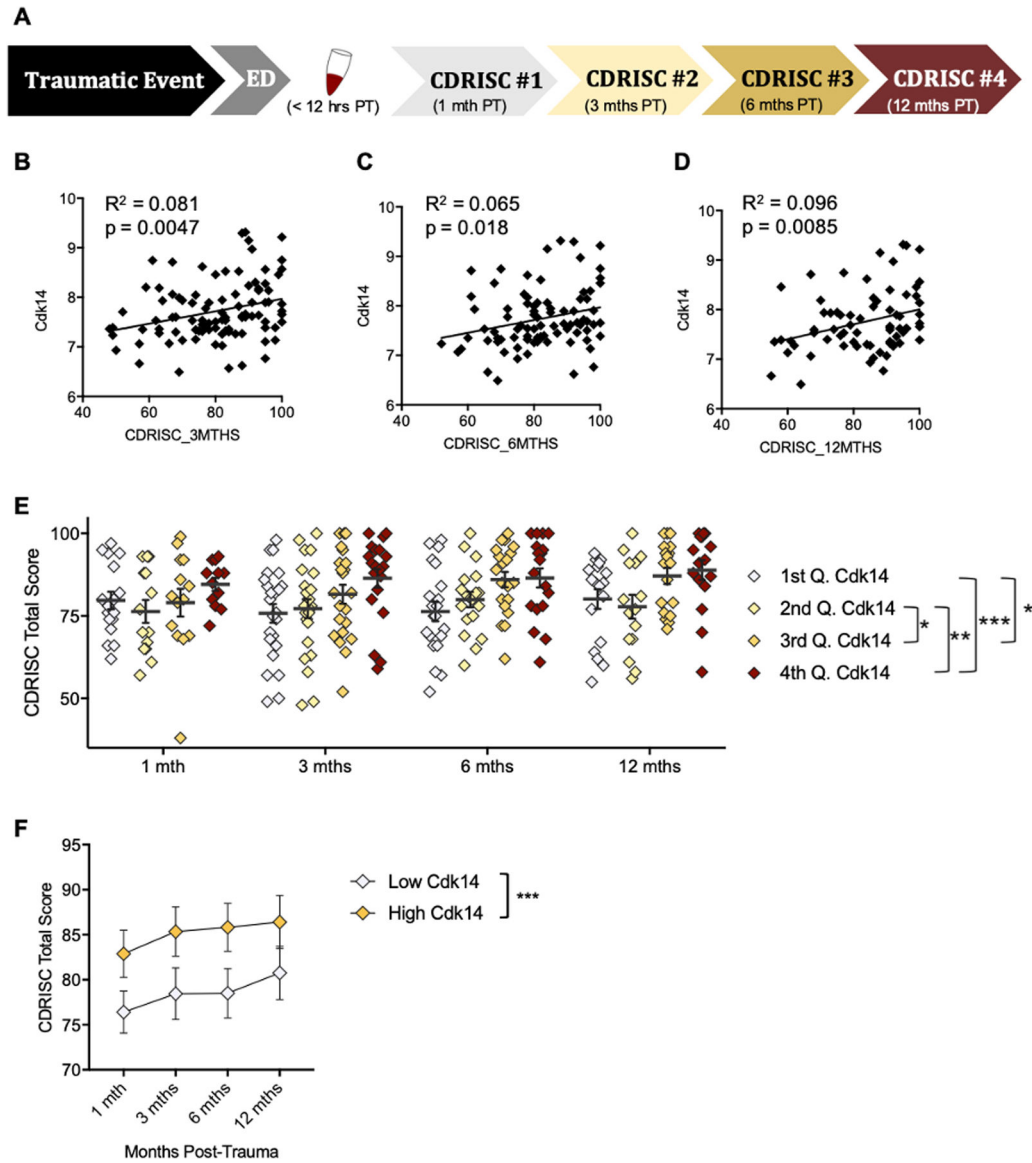 A
Traumatic Event
ED
(< 12 hrs PT)
CDRISC #1
(1 mth PT)
CDRISC #2
(3 mths PT)
CDRISC #3
(6 mths PT)
CDRISC #4
(12 mths PT)
B
R² = 0.081
p = 0.0047
10
9
8
7
6
Cdk14
40
60
80
100
CDRISC_3MTHS
C
R² = 0.065
p = 0.018
10
9
8
7
6
Cdk14
40
60
80
100
CDRISC_6MTHS
D
R² = 0.096
p = 0.0085
10
9
8
7
6
Cdk14
40
60
80
100
CDRISC_12MTHS
E
CDRISC Total Score
100
75
50
1 mth
3 mths
6 mths
12 mths
1st Q. Cdk14
2nd Q. Cdk14
3rd Q. Cdk14
4th Q. Cdk14
*
**
***
*
F
CDRISC Total Score
95
90
85
80
75
70
1 mth
3 mths
6 mths
12 mths
Months Post-Trauma
Low Cdk14
High Cdk14
***